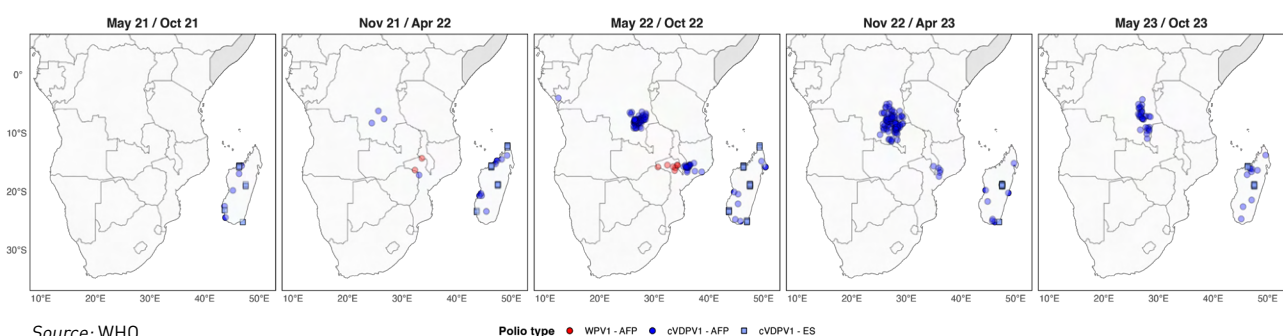 May 21 / Oct 21
Nov 21 / Apr 22
May 22 / Oct 22
Nov 22 / Apr 23
May 23 / Oct 23
0°
10°S
20°S
30°S
10°E 20°E 30°E 40°E 50°E
10°E 20°E 30°E 40°E 50°E
10°E 20°E 30°E 40°E 50°E
10°E 20°E 30°E 40°E 50°E
10°E 20°E 30°E 40°E 50°E
Source: WHO
Polio type WPV1 - AFP cVDPV1 - AFP cVDPV1 - ES